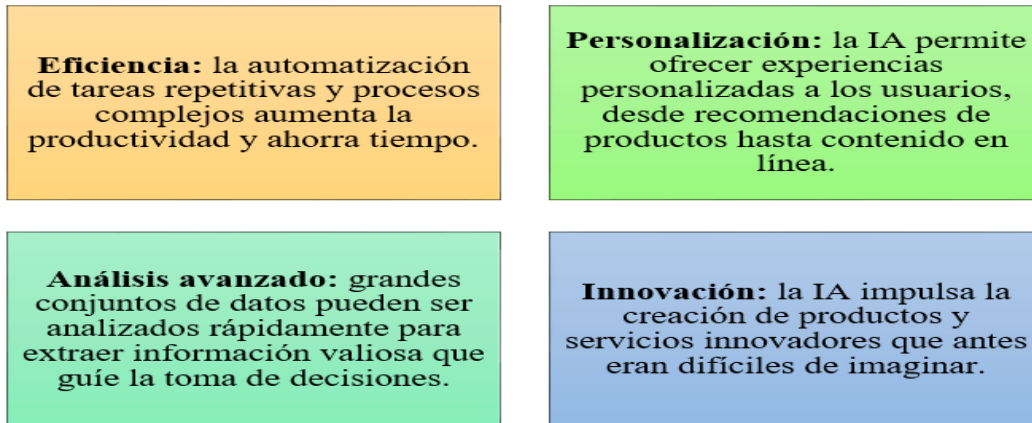 Eficiencia: la automatización
de tareas repetitivas y procesos
complejos aumenta la
productividad y ahorra tiempo.
Personalización: la IA permite
ofrecer experiencias
personalizadas a los usuarios,
desde recomendaciones de
productos hasta contenido en
línea.
Análisis avanzado: grandes
conjuntos de datos pueden ser
analizados rápidamente para
extraer información valiosa que
guíe la toma de decisiones.
Innovación: la IA impulsa la
creación de productos y
servicios innovadores que antes
eran difíciles de imaginar.